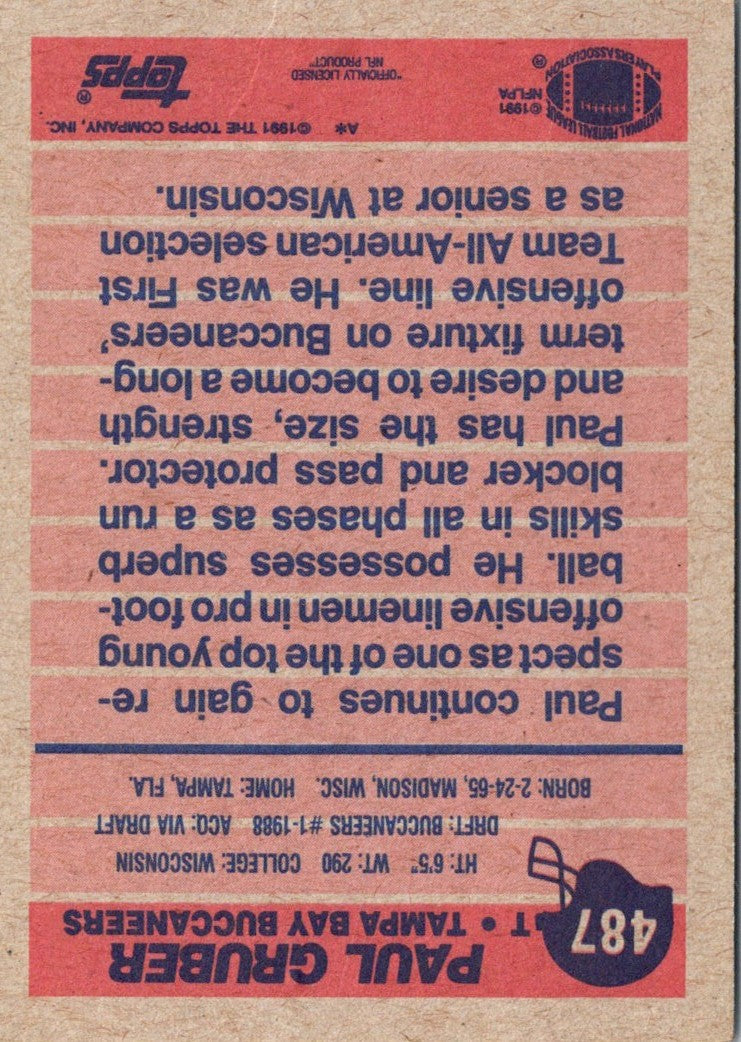 487
PAUL GRUBER
T • TAMPA BAY BUCCANEERS
HT: 6'5" WT: 290 COLLEGE: WISCONSIN
DRFT: BUCCANEERS #1-1988 ACQ: VIA DRAFT
BORN: 2-24-65, MADISON, WISC. HOME: TAMPA, FLA.
Paul continues to gain re-
spect as one of the top young
offensive linemen in pro foot-
ball. He possesses superb
skills in all phases as a run
blocker and pass protector.
Paul has the size, strength
and desire to become a long-
term fixture on Buccaneers'
offensive line. He was First
Team All-American selection
as a senior at Wisconsin.
NATIONAL FOOTBALL LEAGUE
PLAYERS ASSOCIATION
®
©1991
NFLPA
A* ©1991 THE TOPPS COMPANY, INC.
"OFFICIALLY LICENSED
NFL PRODUCT"
topps®